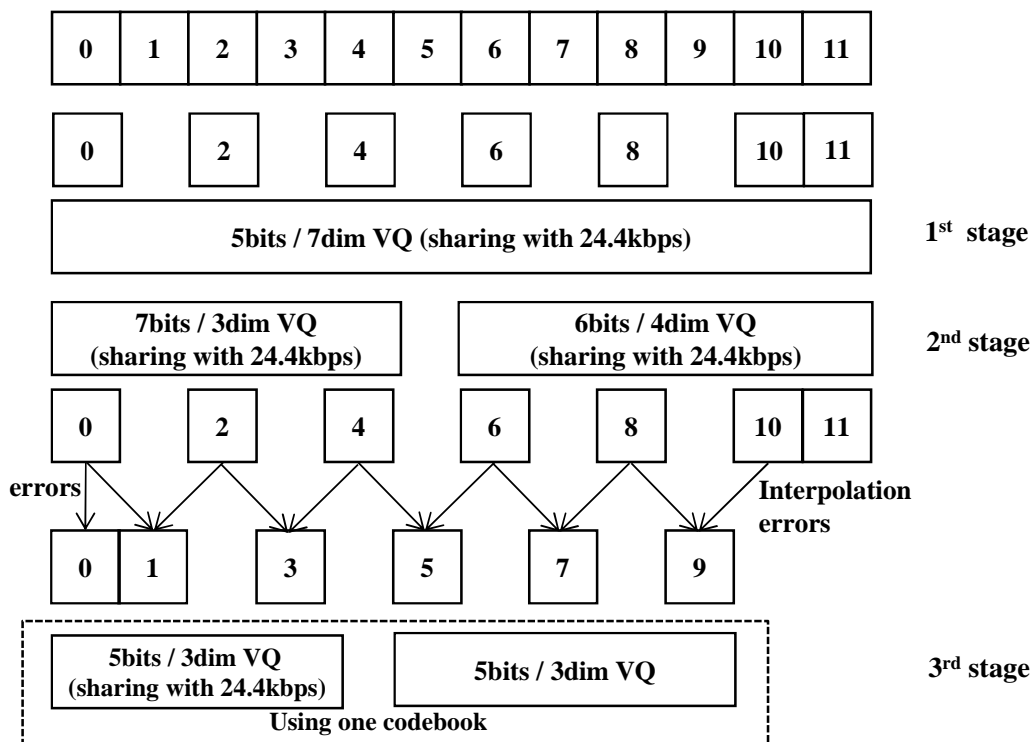 0 1 2 3 4 5 6 7 8 9 10 11
0 2 4 6 8 10 11
5bits / 7dim VQ (sharing with 24.4kbps)
1st stage
7bits / 3dim VQ
(sharing with 24.4kbps)
6bits / 4dim VQ
(sharing with 24.4kbps)
2nd stage
0 2 4 6 8 10 11
errors
Interpolation
errors
0 1 3 5 7 9
5bits / 3dim VQ
(sharing with 24.4kbps)
5bits / 3dim VQ
3rd stage
Using one codebook